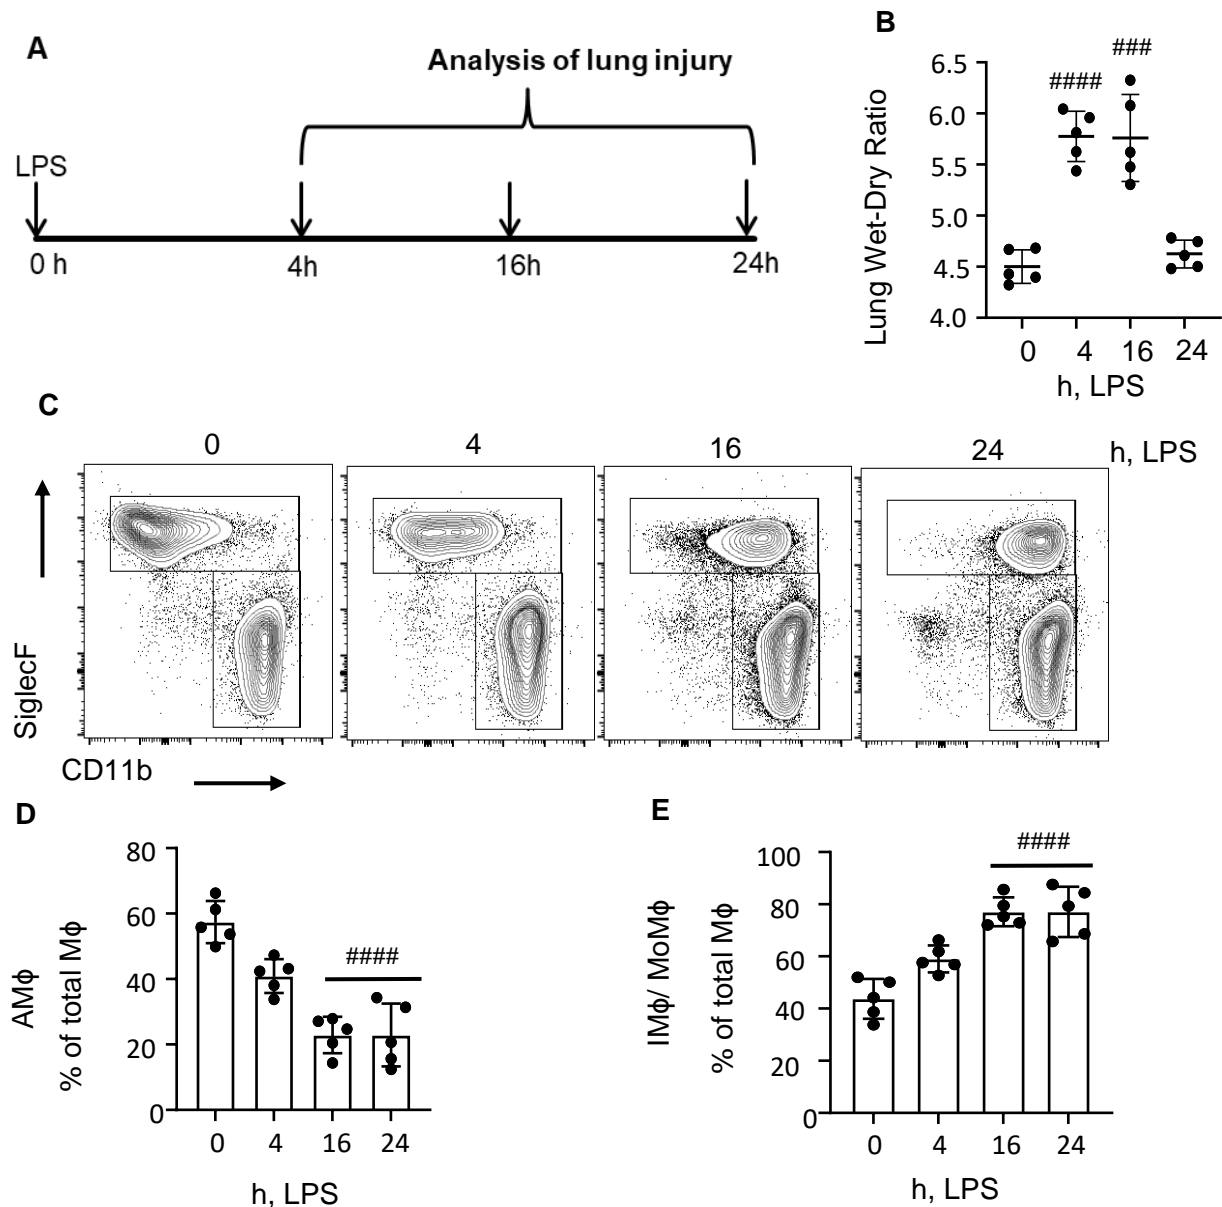 A
Analysis of lung injury
LPS
0 h
4h
16h
24h
B
####
###
6.5
6.0
5.5
5.0
4.5
4.0
Lung Wet-Dry Ratio
0 4 16 24
h, LPS
C
0 4 16 24 h, LPS
SiglecF
CD11b
D
AMϕ
% of total Mϕ
80
60
40
20
0
####
0 4 16 24
h, LPS
E
IMϕ/ MoMϕ
% of total Mϕ
100
80
60
40
20
0
####
0 4 16 24
h, LPS